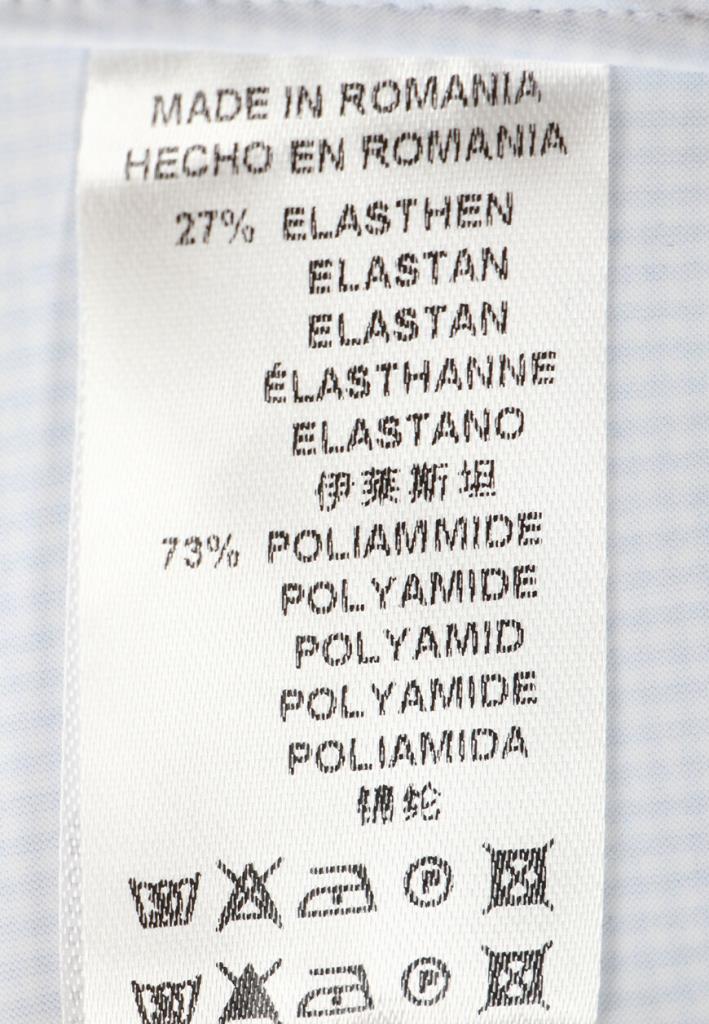 MADE IN ROMANIA
HECHO EN ROMANIA
27% ELASTHEN
ELASTAN
ELASTAN
ÉLASTHANNE
ELASTANO
伊莱斯坦
73% POLIAMMIDE
POLYAMIDE
POLYAMID
POLYAMIDE
POLIAMIDA
锦纶
P
P